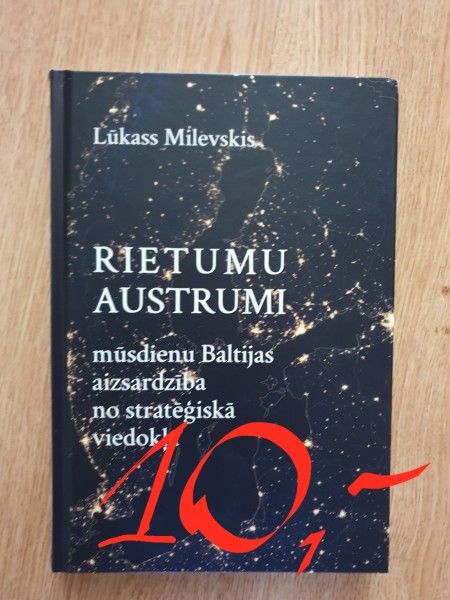 Lūkass Milevskis
RIETUMU
AUSTRUMI
mūsdienu Baltijas
aizsardzība
no stratēģiskā
10,-